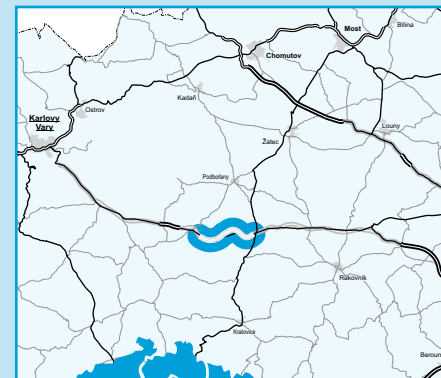 Most
Bílina
Chomutov
Kadaň
Ostrov
Karlovy
Vary
Louny
Žatec
Podbořany
Rakovník
Kralovice
Beroun